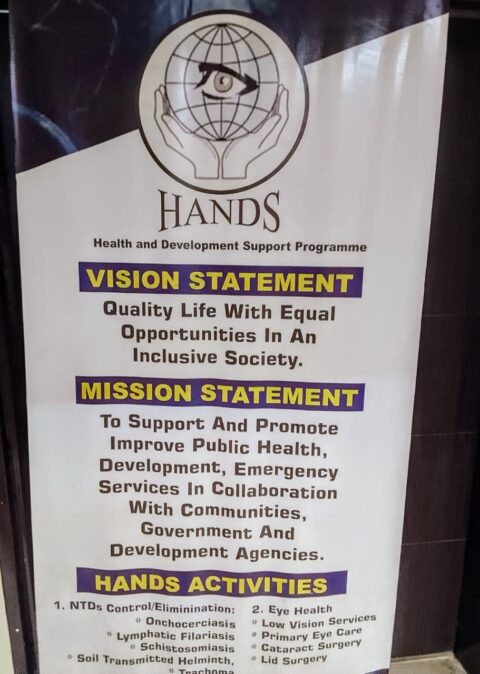 HANDS
Health and Development Support Programme
VISION STATEMENT
Quality Life With Equal
Opportunities In An
Inclusive Society.
MISSION STATEMENT
To Support And Promote
Improve Public Health,
Development, Emergency
Services In Collaboration
With Communities,
Government And
Development Agencies.
HANDS ACTIVITIES
1. NTDs Control/Eliminination:
° Onchocerciasis
° Lymphatic Filariasis
° Schistosomiasis
° Soil Transmitted Helminth,
° Trachoma
2. Eye Health
° Low Vision Services
° Primary Eye Care
° Cataract Surgery
° Lid Surgery